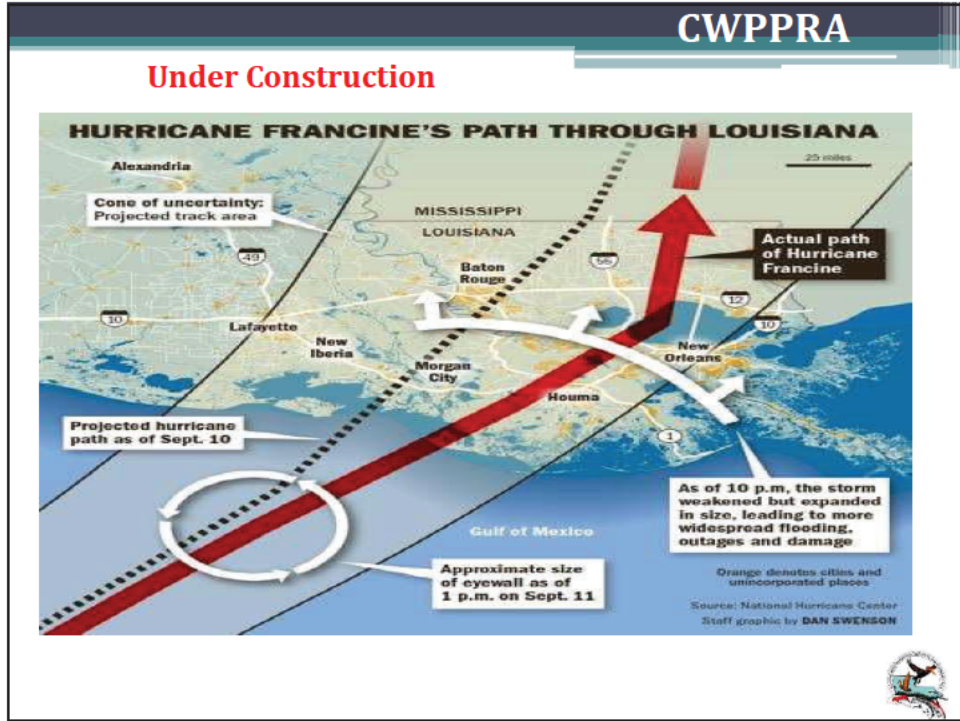 CWPPRA
Under Construction
HURRICANE FRANCINE'S PATH THROUGH LOUISIANA
25 miles
Alexandria
Cone of uncertainty:
Projected track area
MISSISSIPPI
LOUISIANA
49
55
Actual path
of Hurricane
Francine
Baton
Rouge
12
10
10
Lafayette
New
Iberia
New
Orleans
Morgan
City
Houma
Projected hurricane
path as of Sept. 10
1
As of 10 p.m, the storm
weakened but expanded
in size, leading to more
widespread flooding,
outages and damage
Gulf of Mexico
Approximate size
of eyewall as of
1 p.m. on Sept. 11
Orange denotes cities and
unincorporated places
Source: National Hurricane Center
Staff graphic by DAN SWENSON